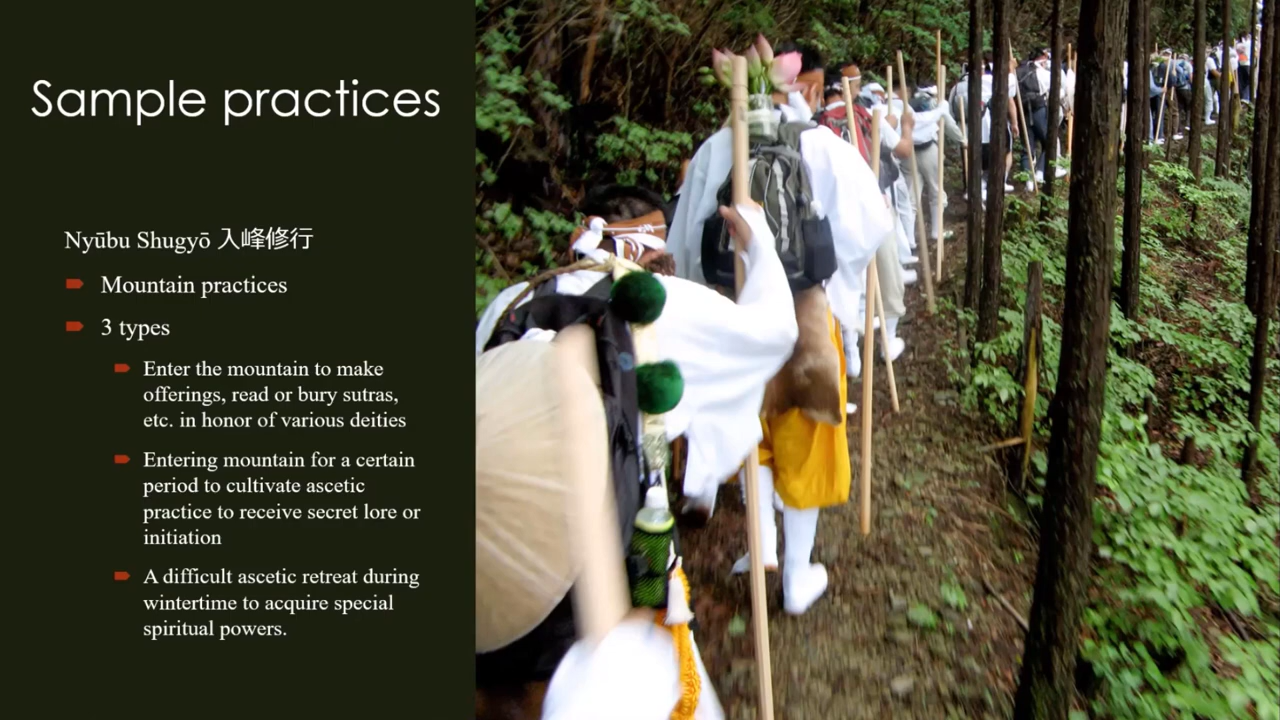 Sample practices
Nyūbu Shugyō 入峰修行
Mountain practices
3 types
Enter the mountain to make
offerings, read or bury sutras,
etc. in honor of various deities
Entering mountain for a certain
period to cultivate ascetic
practice to receive secret lore or
initiation
A difficult ascetic retreat during
wintertime to acquire special
spiritual powers.